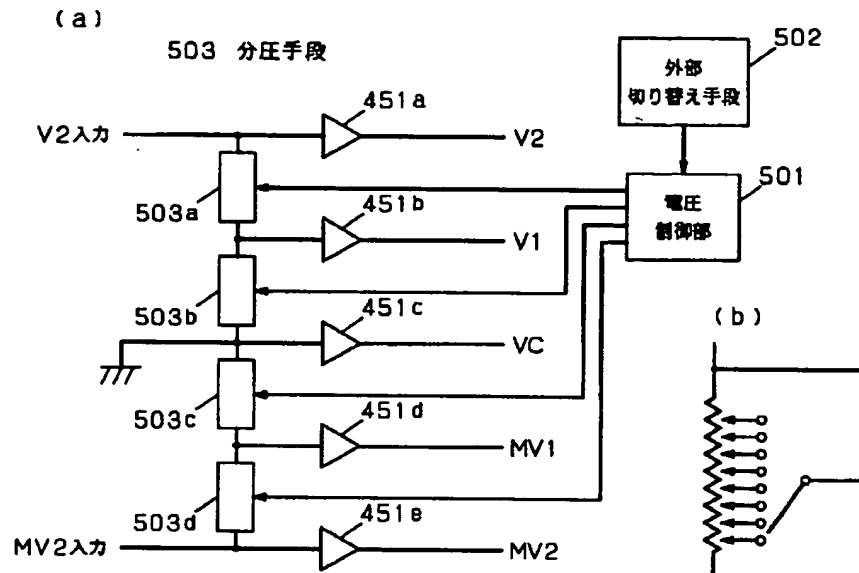 (a)
503 分圧手段
502
外部
切り替え手段
451a
V2入力
V2
501
503a
電圧
制御部
451b
V1
503b
451c
(b)
VC
503c
451d
MV1
503d
451e
MV2入力
MV2